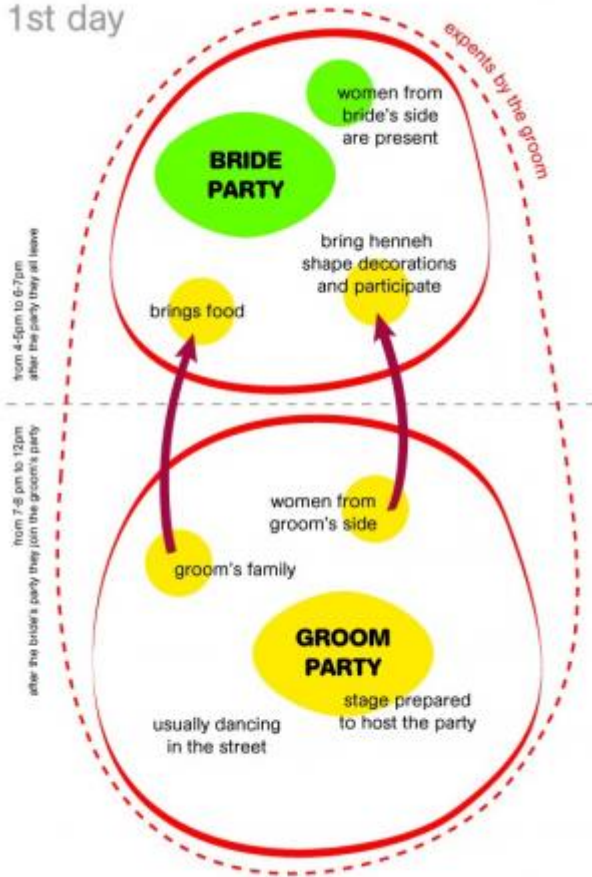 1st day
expents by the groom
women from
bride's side
are present
BRIDE
PARTY
bring henneh
shape decorations
and participate
brings food
from 4-5pm to 6-7pm
after the party they all leave
from 7-8 pm to 12pm
after the bride's party they join the groom's party
women from
groom's side
groom's family
GROOM
PARTY
stage prepared
to host the party
usually dancing
in the street